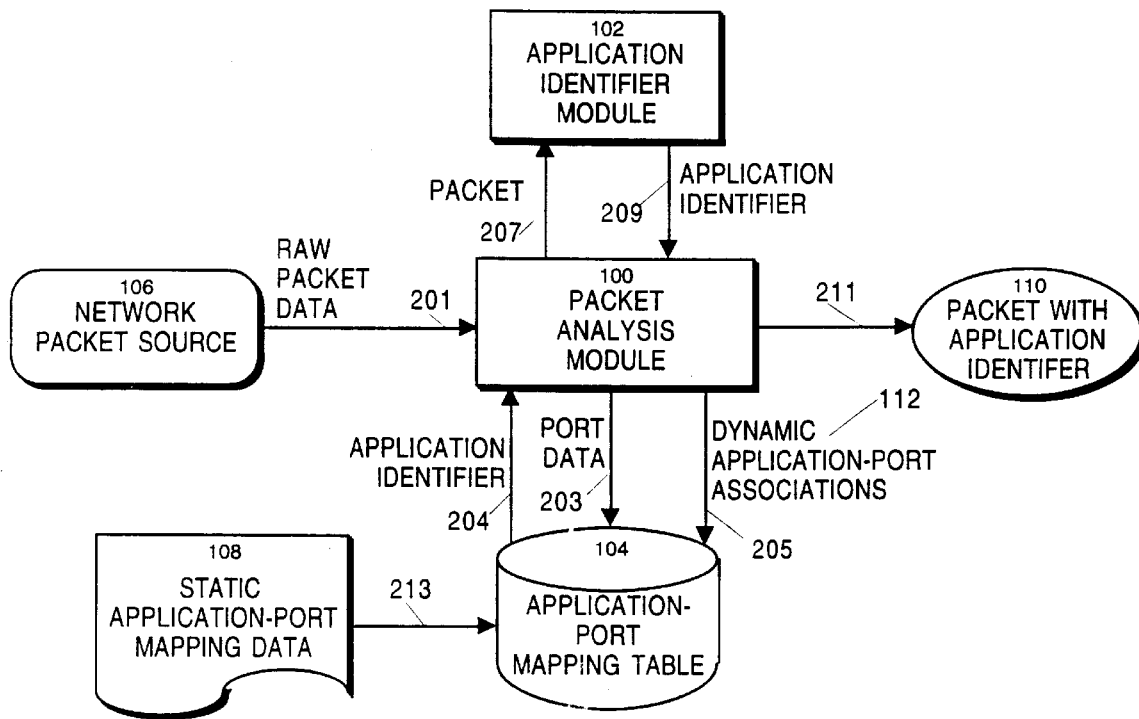 102
APPLICATION
IDENTIFIER
MODULE
PACKET
207
209
APPLICATION
IDENTIFIER
RAW
PACKET
DATA
201
106
NETWORK
PACKET SOURCE
100
PACKET
ANALYSIS
MODULE
211
110
PACKET WITH
APPLICATION
IDENTIFER
112
APPLICATION
IDENTIFIER
204
PORT
DATA
203
DYNAMIC
APPLICATION-PORT
ASSOCIATIONS
205
108
STATIC
APPLICATION-PORT
MAPPING DATA
213
104
APPLICATION-
PORT
MAPPING TABLE